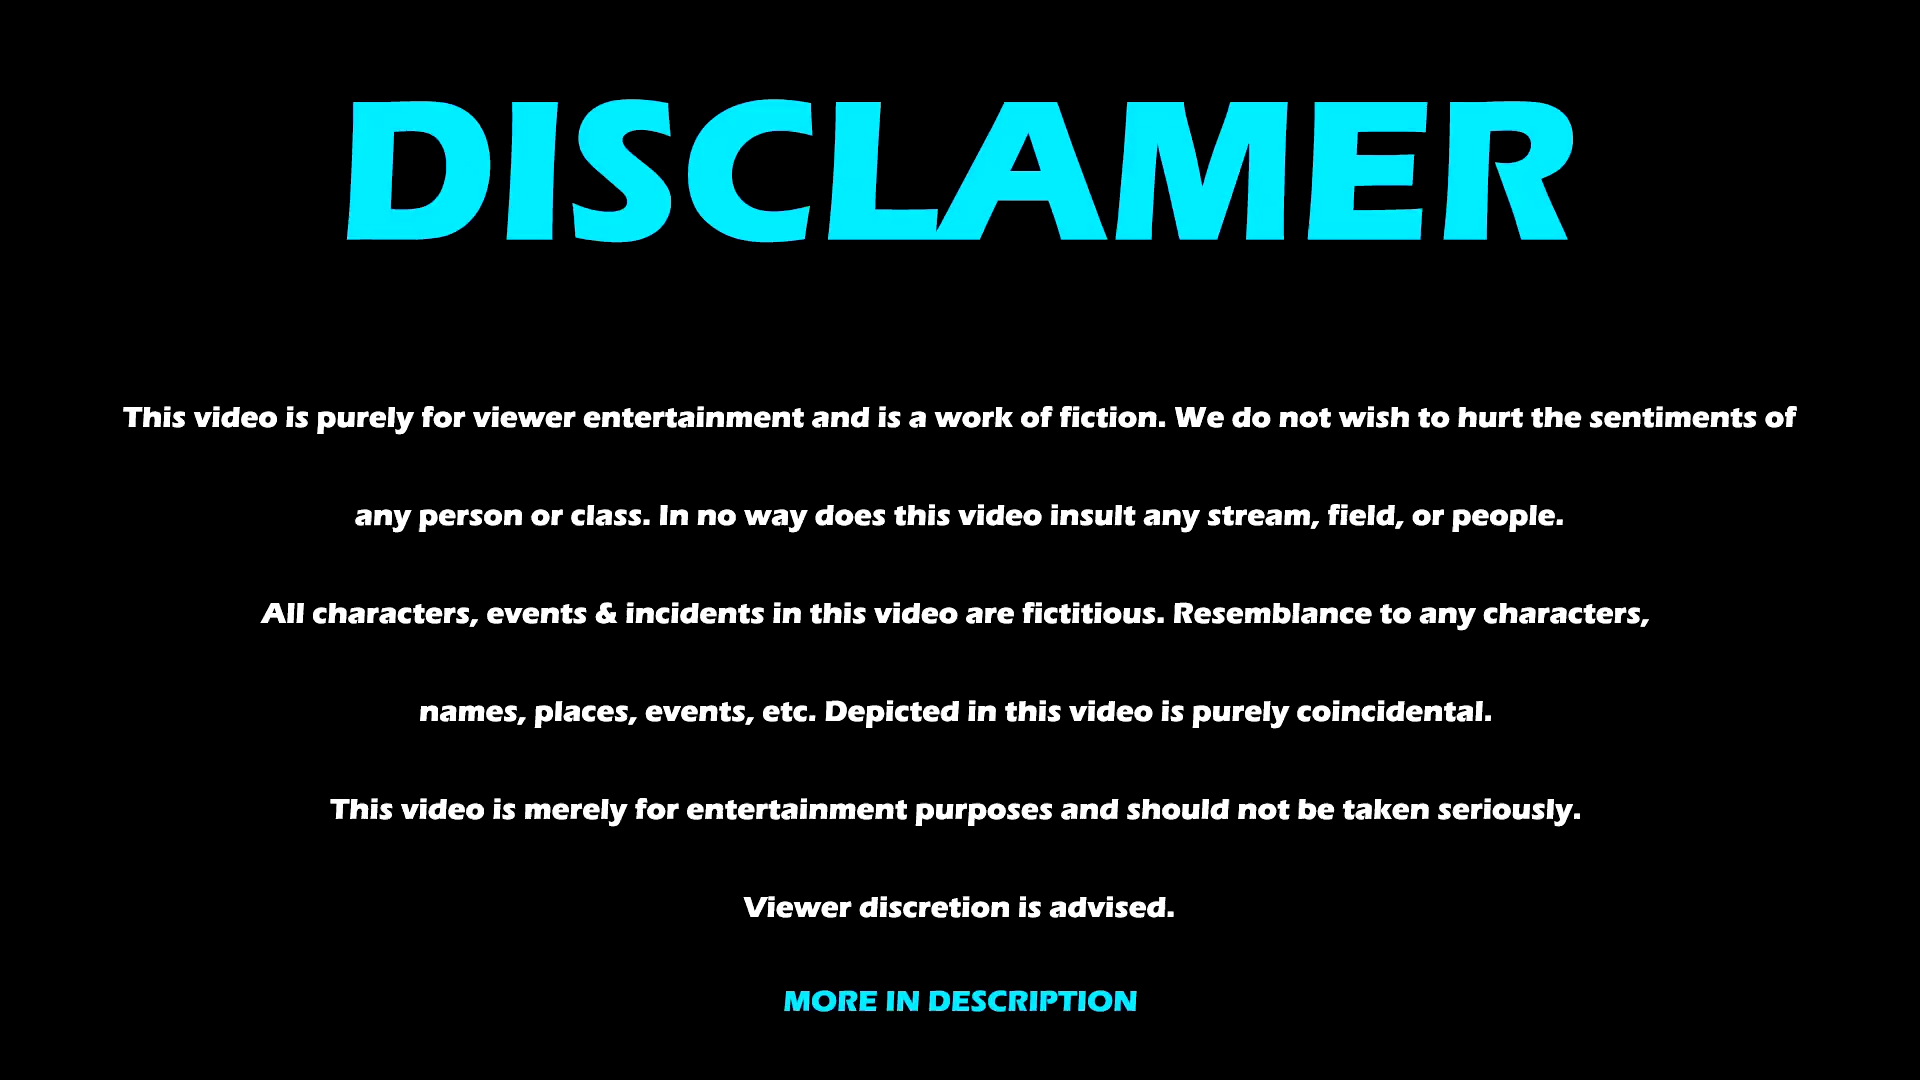 DISCLAMER
This video is purely for viewer entertainment and is a work of fiction. We do not wish to hurt the sentiments of
any person or class. In no way does this video insult any stream, field, or people.
All characters, events & incidents in this video are fictitious. Resemblance to any characters,
names, places, events, etc. Depicted in this video is purely coincidental.
This video is merely for entertainment purposes and should not be taken seriously.
Viewer discretion is advised.
MORE IN DESCRIPTION